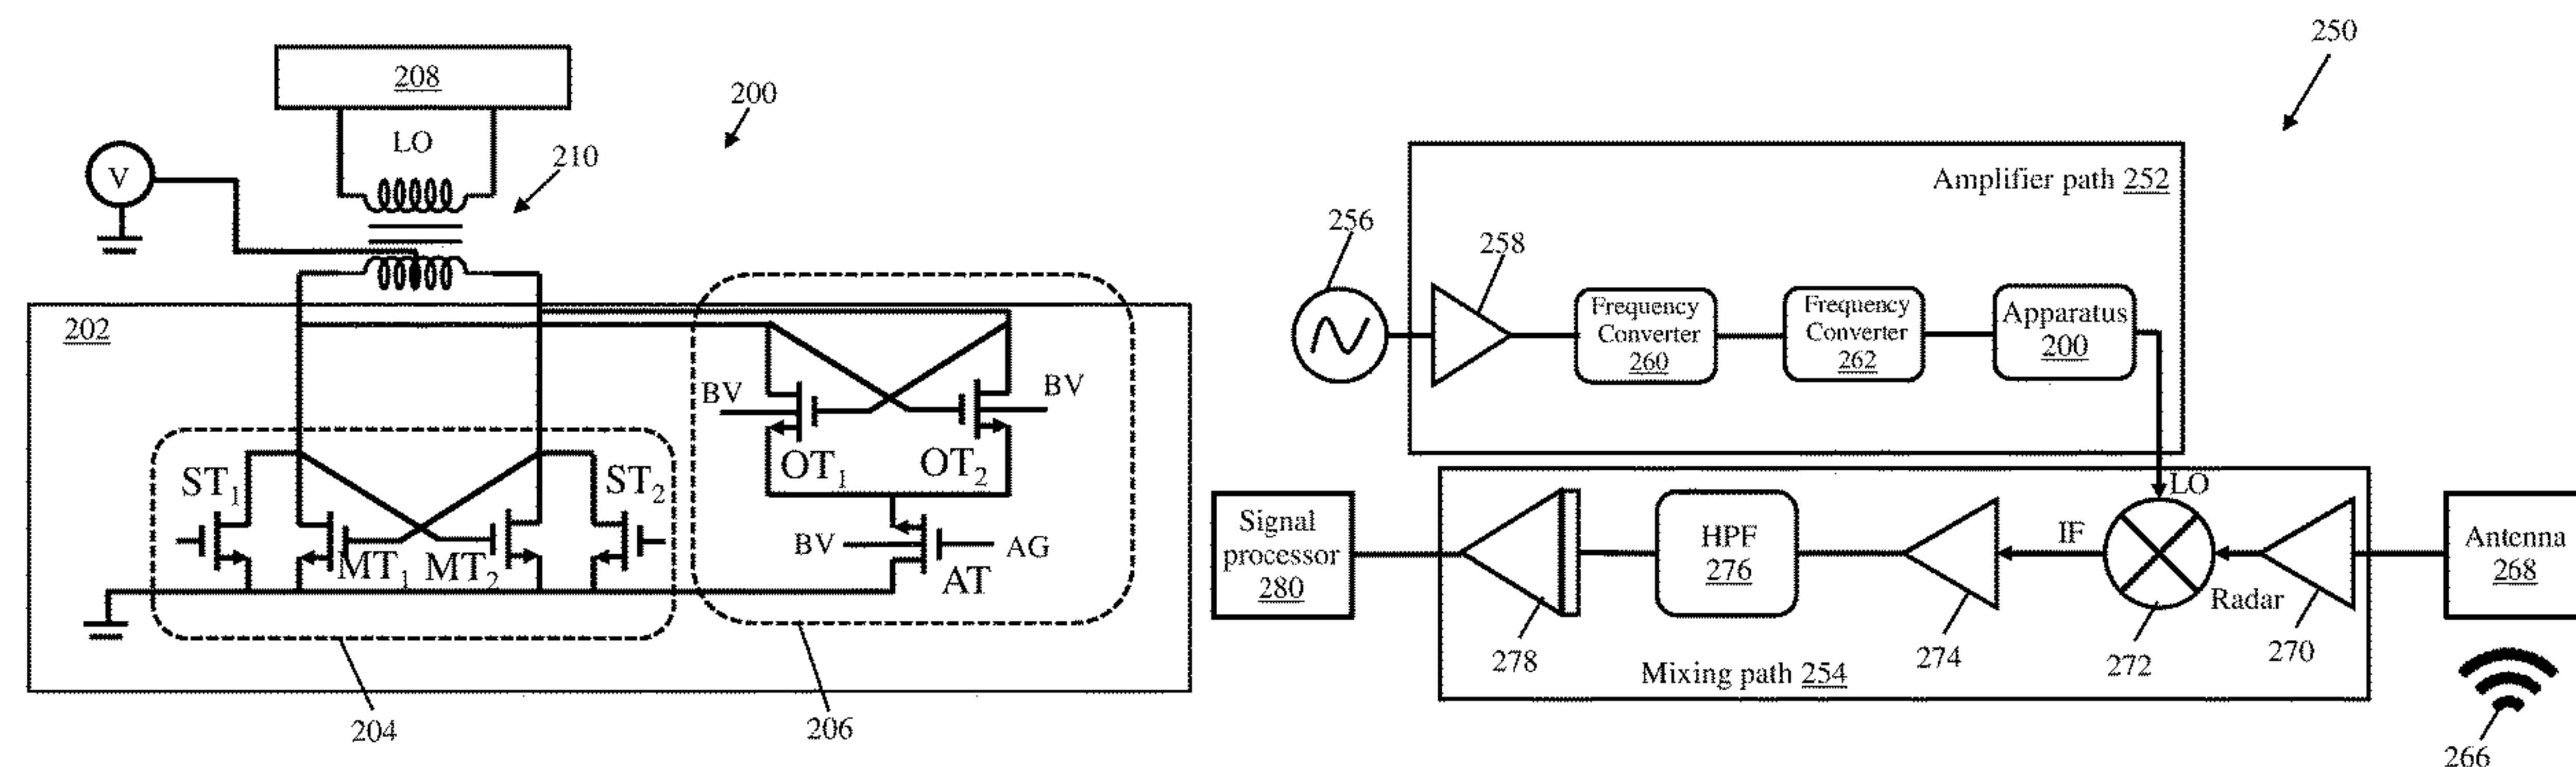 208
LO
V
210
200
202
BV
BV
OT1
OT2
ST1
ST2
MT1
MT2
BV
AG
AT
204
206
250
Amplifier path 252
256
258
Frequency
Converter
260
Frequency
Converter
262
Apparatus
200
LO
Signal
processor
280
HPF
276
IF
Radar
Antenna
268
278
274
272
270
Mixing path 254
266